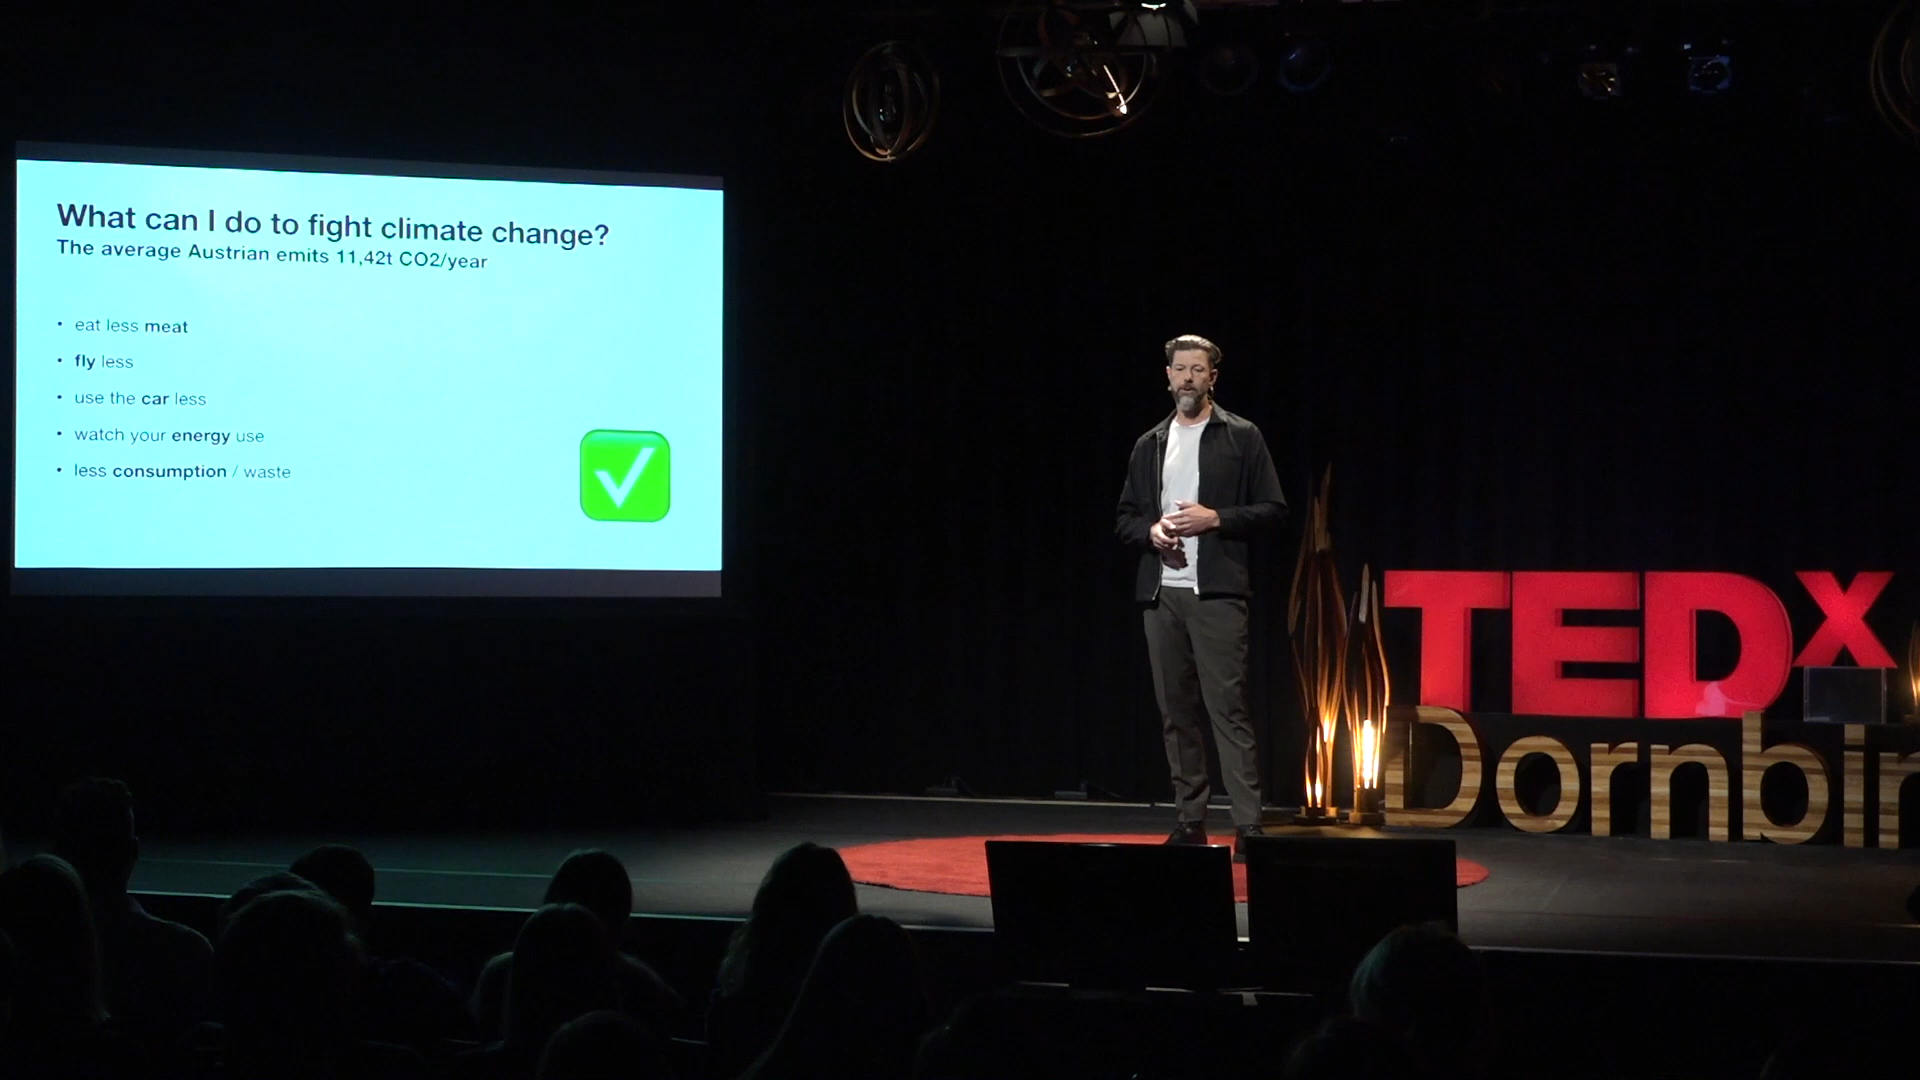 What can I do to fight climate change?
The average Austrian emits 11,42t CO2/year
• eat less meat
• fly less
• use the car less
• watch your energy use
• less consumption / waste
TEDx
Dornbir